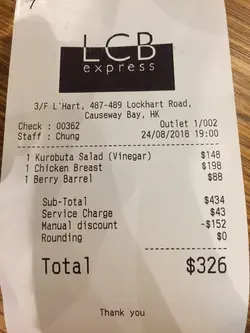 LCB
express
3/F L'Hart, 487-489 Lockhart Road,
Causeway Bay, HK
Check : 00362 Outlet 1/002
Staff : Chung 24/08/2018 19:00
1 Kurobuta Salad (Vinegar) $148
1 Chicken Breast $198
1 Berry Barrel $88
Sub-Total $434
Service Charge $43
Manual discount -$152
Rounding $0
Total $326
Thank you